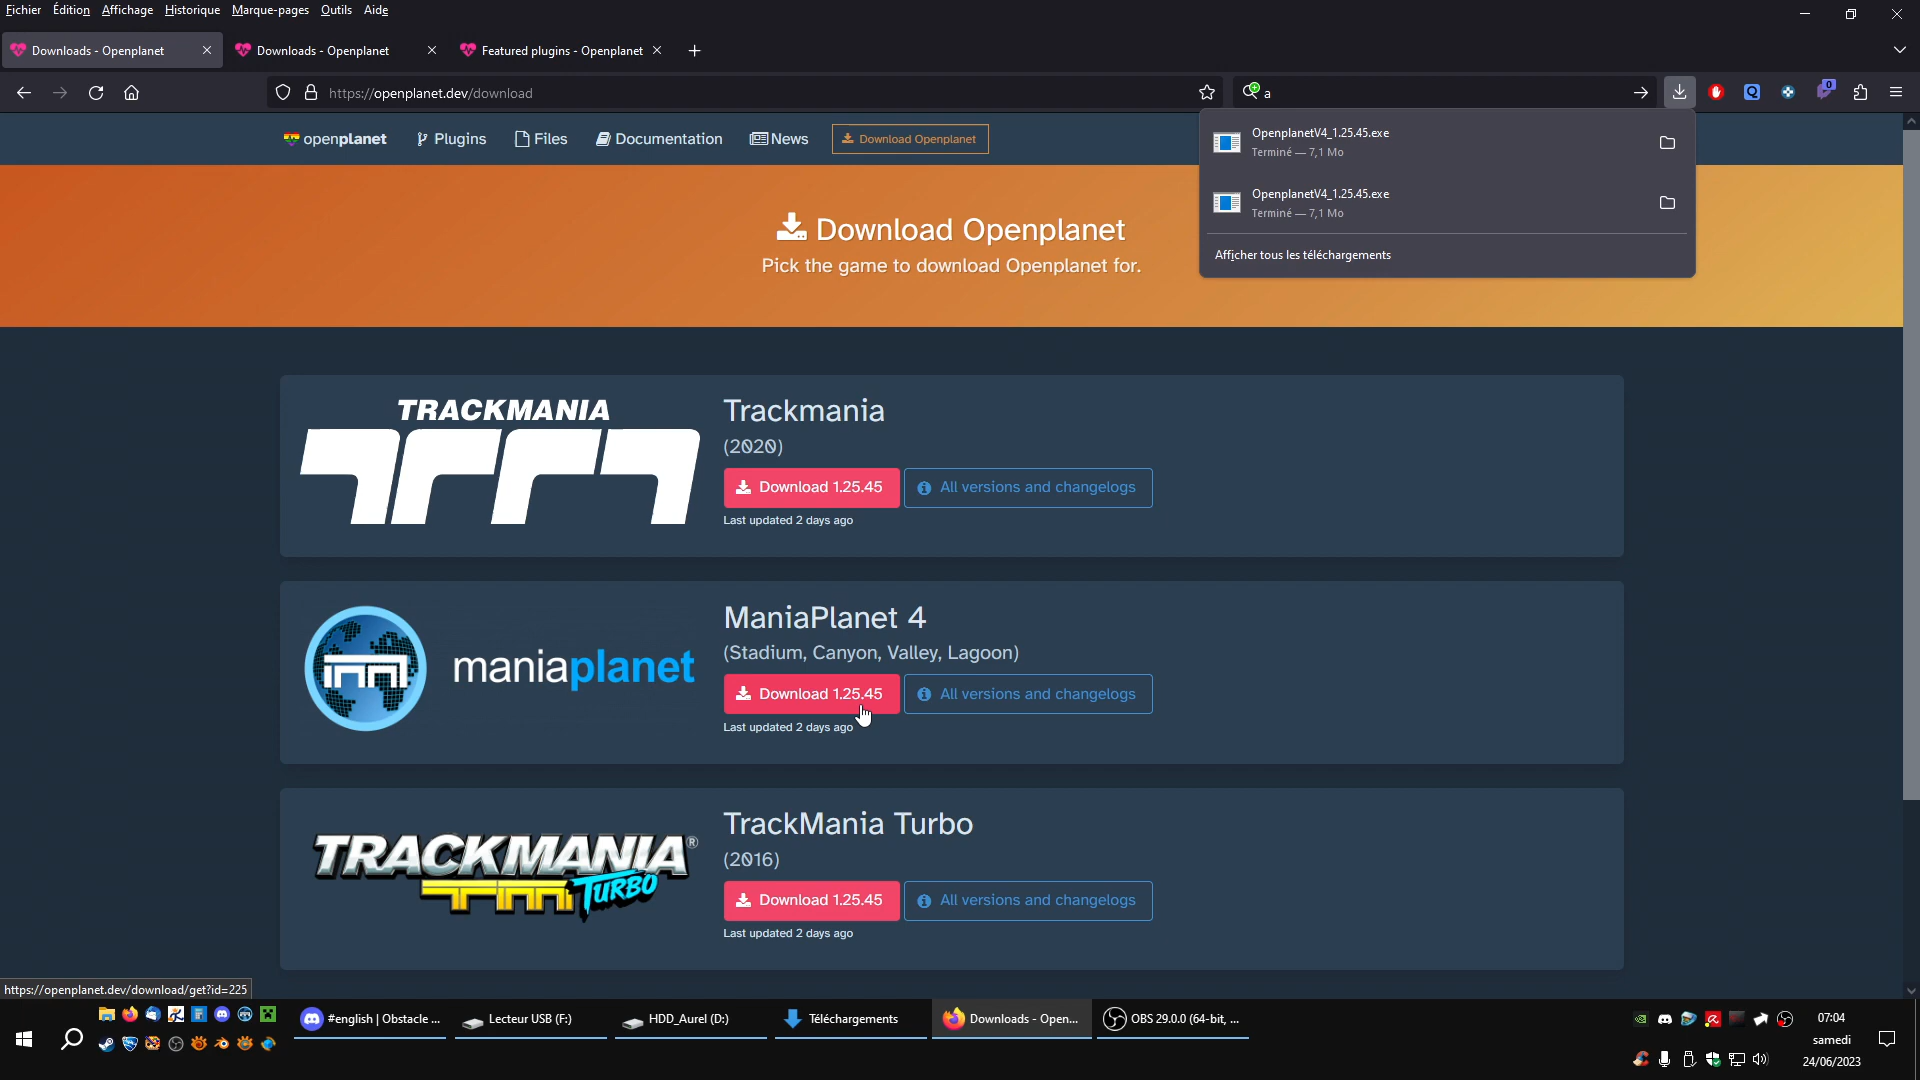 Fichier Édition Affichage Historique Marque-pages Outils Aide
Downloads - Openplanet
Downloads - Openplanet
Featured plugins - Openplanet
https://openplanet.dev/download
a
0
openplanet
Plugins
Files
Documentation
News
Download Openplanet
OpenplanetV4_1.25.45.exe
Terminé — 7,1 Mo
OpenplanetV4_1.25.45.exe
Terminé — 7,1 Mo
Afficher tous les téléchargements
Download Openplanet
Pick the game to download Openplanet for.
TRACKMANIA
Trackmania
(2020)
Download 1.25.45
All versions and changelogs
Last updated 2 days ago
maniaplanet
ManiaPlanet 4
(Stadium, Canyon, Valley, Lagoon)
Download 1.25.45
All versions and changelogs
Last updated 2 days ago
TRACKMANIA®
TURBO
TrackMania Turbo
(2016)
Download 1.25.45
All versions and changelogs
Last updated 2 days ago
https://openplanet.dev/download/get?id=225
#english | Obstacle ...
Lecteur USB (F:)
HDD_Aurel (D:)
Téléchargements
Downloads - Open...
OBS 29.0.0 (64-bit, ...
07:04
samedi
24/06/2023